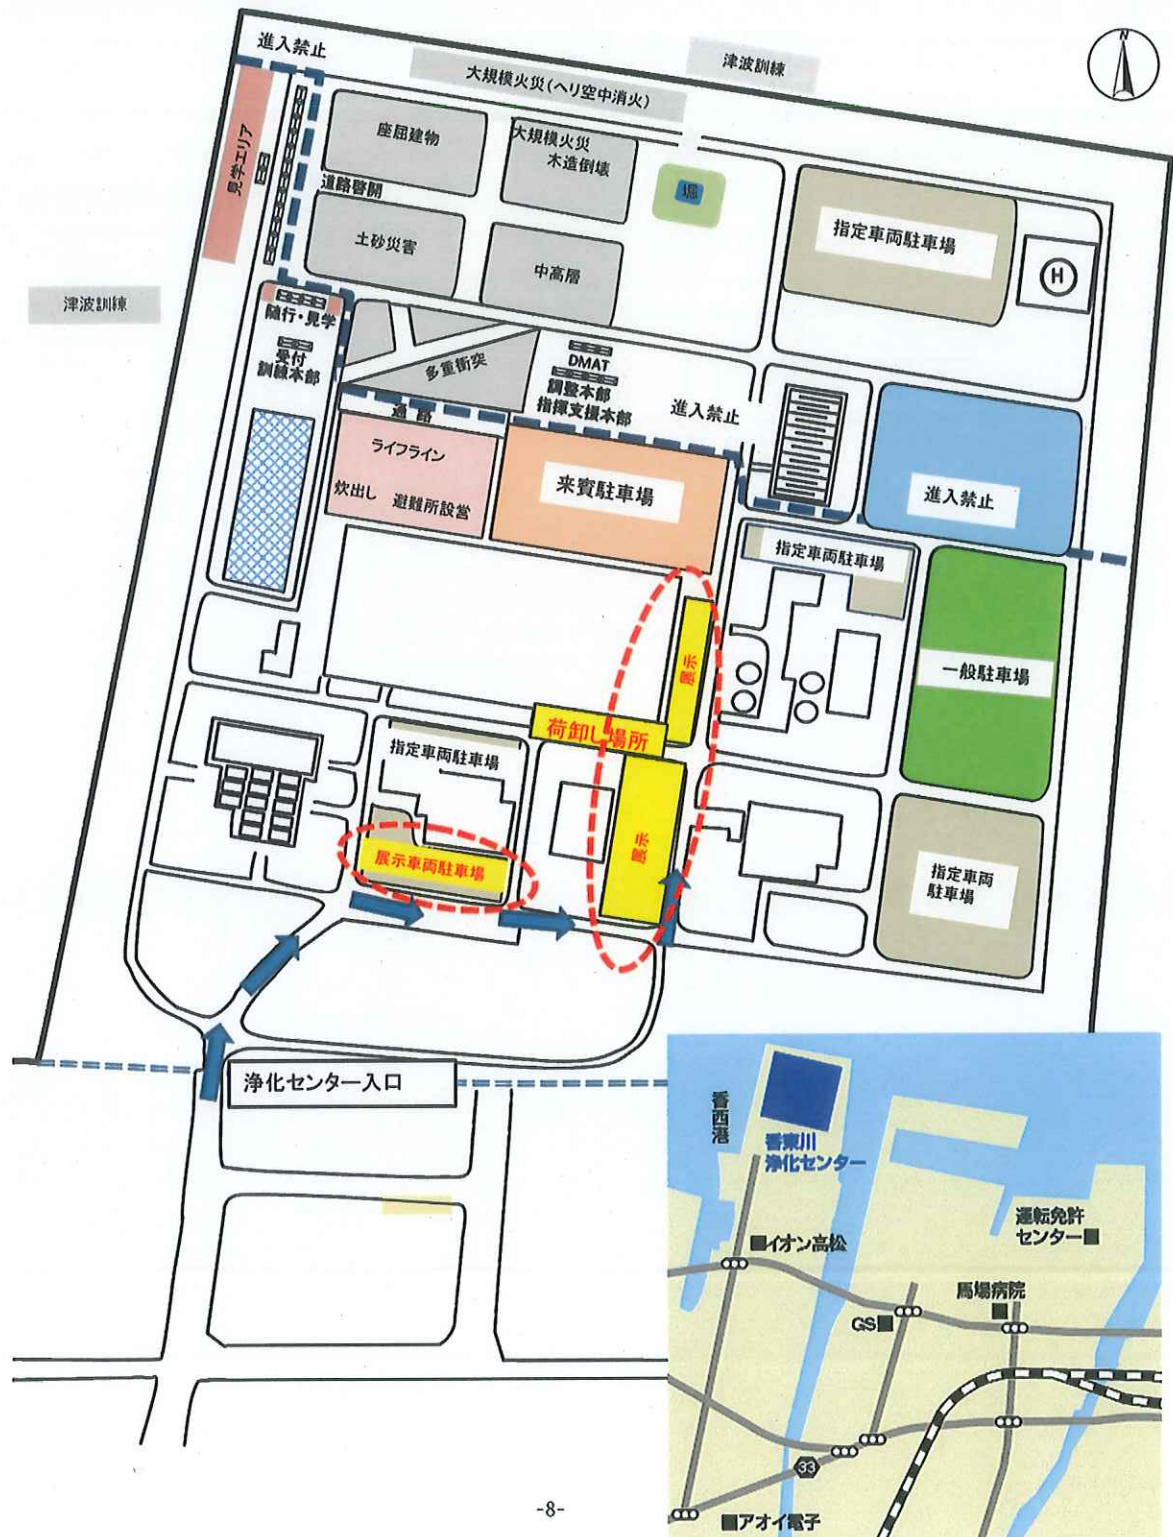 N
進入禁止
津波訓練
大規模火災(ヘリ空中消火)
見学エリア
座屈建物
大規模火災
木造倒壊
堀
道路啓開
土砂災害
中高層
指定車両駐車場
H
津波訓練
随行・見学
受付
訓練本部
多重衝突
DMAT
調整本部
指揮支援本部
進入禁止
通路
ライフライン
炊出し
避難所設営
来賓駐車場
進入禁止
指定車両駐車場
一般駐車場
展示
荷卸し場所
指定車両駐車場
展示
展示車両駐車場
指定車両
駐車場
浄化センター入口
香西港
香東川
浄化センター
運転免許
センター■
■イオン高松
馬場病院
■
GS■
33
■アオイ電子
-8-